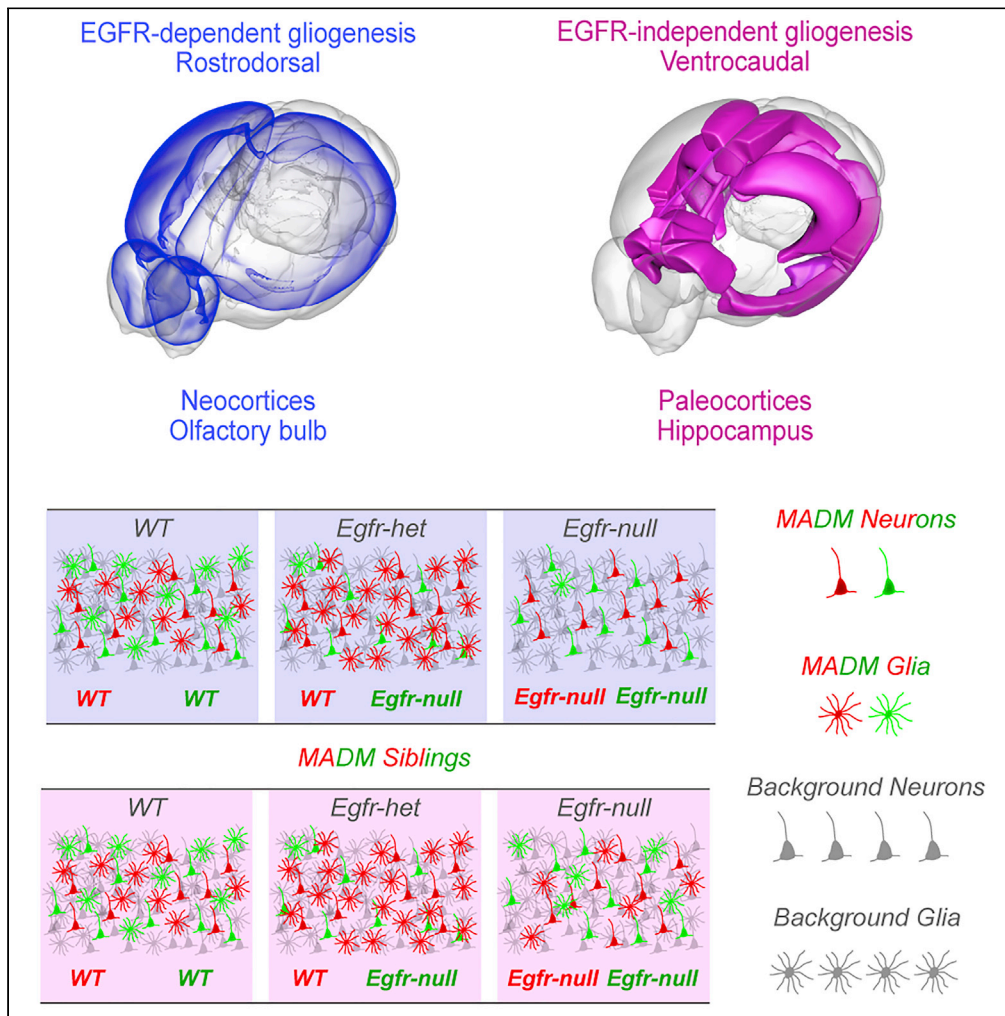 EGFR-dependent gliogenesis
Rostrodorsal
EGFR-independent gliogenesis
Ventrocaudal
Neocortices
Olfactory bulb
Paleocortices
Hippocampus
WT
Egfr-het
Egfr-null
WT WT
WT Egfr-null
Egfr-null Egfr-null
MADM Siblings
WT
Egfr-het
Egfr-null
WT WT
WT Egfr-null
Egfr-null Egfr-null
MADM Neurons
MADM Glia
Background Neurons
Background Glia